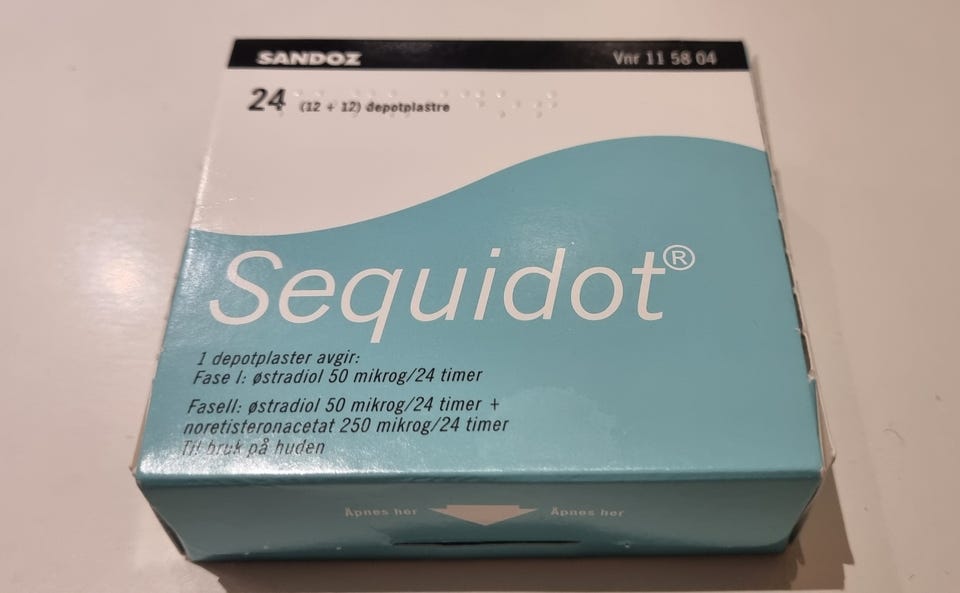 SANDOZ Vnr 11 58 04
24 (12 + 12) depotplastre
Sequidot®
1 depotplaster avgir:
Fase I: østradiol 50 mikrog/24 timer
FaseII: østradiol 50 mikrog/24 timer +
noretisteronacetat 250 mikrog/24 timer
Til bruk på huden
Åpnes her Åpnes her